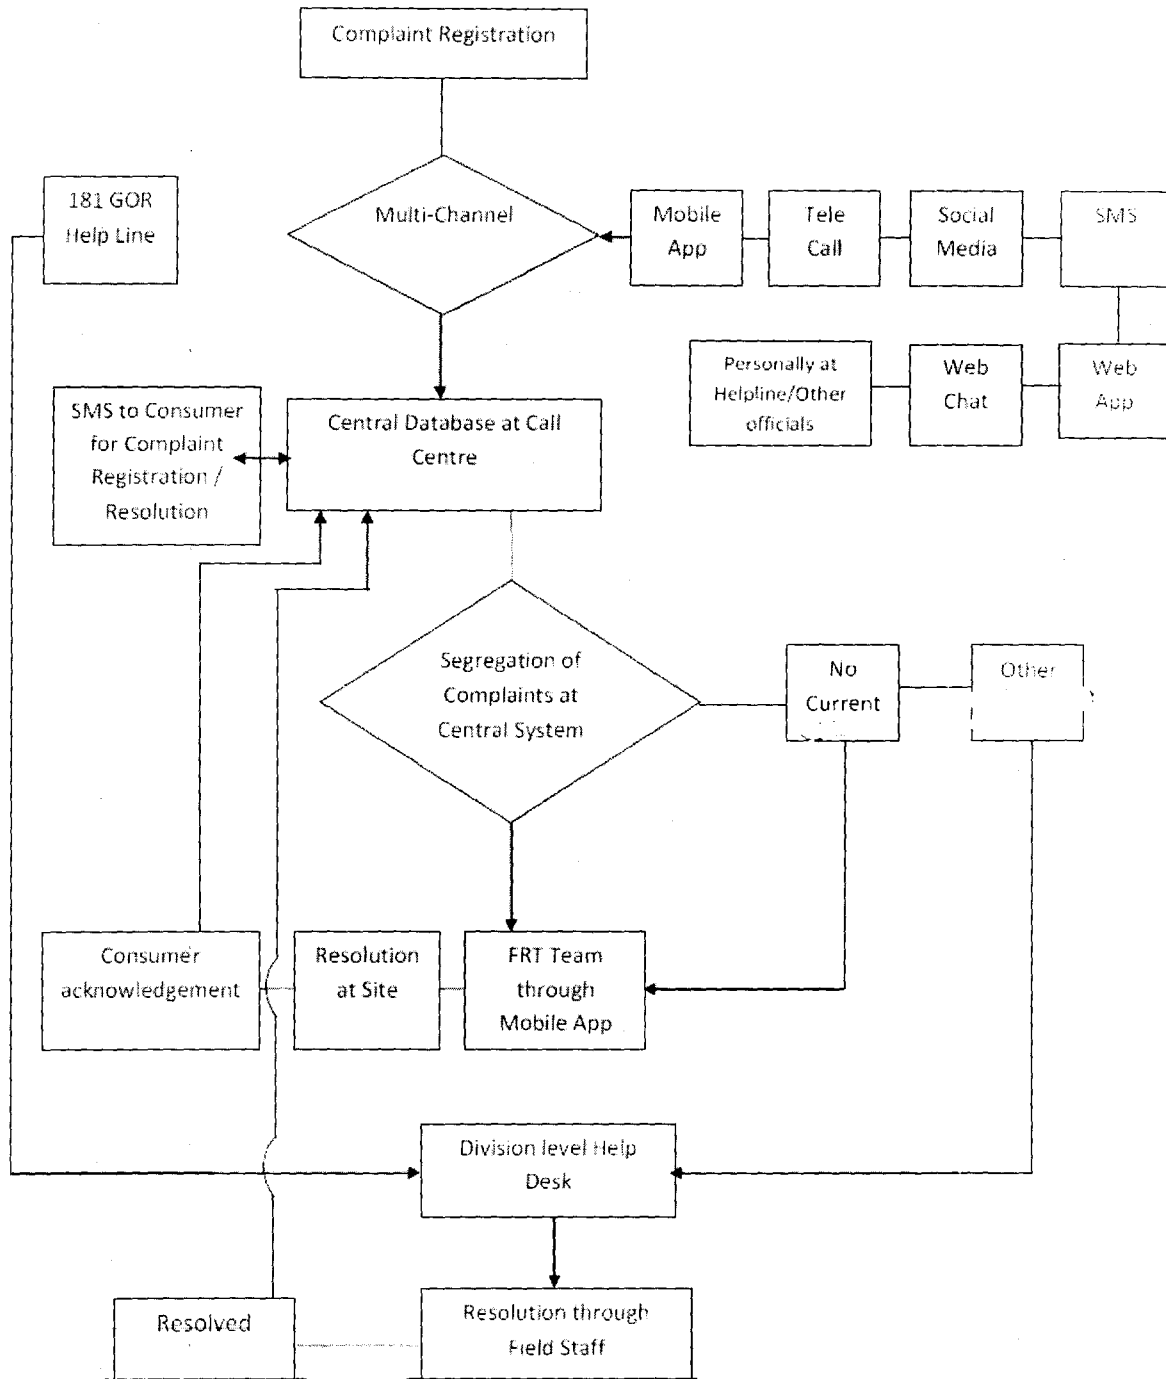 Complaint Registration
181 GOR
Help Line
Multi-Channel
Mobile
App
Tele
Call
Social
Media
SMS
Personally at
Helpline/Other
officials
Web
Chat
Web
App
SMS to Consumer
for Complaint
Registration /
Resolution
Central Database at Call
Centre
Segregation of
Complaints at
Central System
No
Current
Other
Consumer
acknowledgement
Resolution
at Site
FRT Team
through
Mobile App
Division level Help
Desk
Resolved
Resolution through
Field Staff